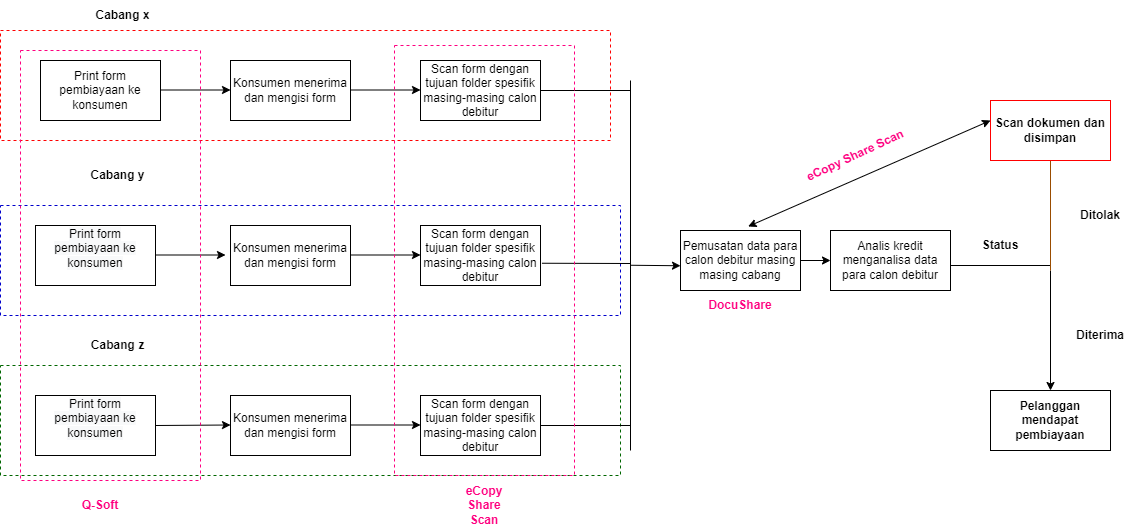 Cabang x
Print form
pembiayaan ke
konsumen
Konsumen menerima
dan mengisi form
Scan form dengan
tujuan folder spesifik
masing-masing calon
debitur
Cabang y
Print form
pembiayaan ke
konsumen
Konsumen menerima
dan mengisi form
Scan form dengan
tujuan folder spesifik
masing-masing calon
debitur
Cabang z
Print form
pembiayaan ke
konsumen
Konsumen menerima
dan mengisi form
Scan form dengan
tujuan folder spesifik
masing-masing calon
debitur
Q-Soft
eCopy
Share
Scan
Pemusatan data para
calon debitur masing
masing cabang
DocuShare
eCopy Share Scan
Analis kredit
menganalisa data
para calon debitur
Status
Scan dokumen dan
disimpan
Ditolak
Diterima
Pelanggan
mendapat
pembiayaan